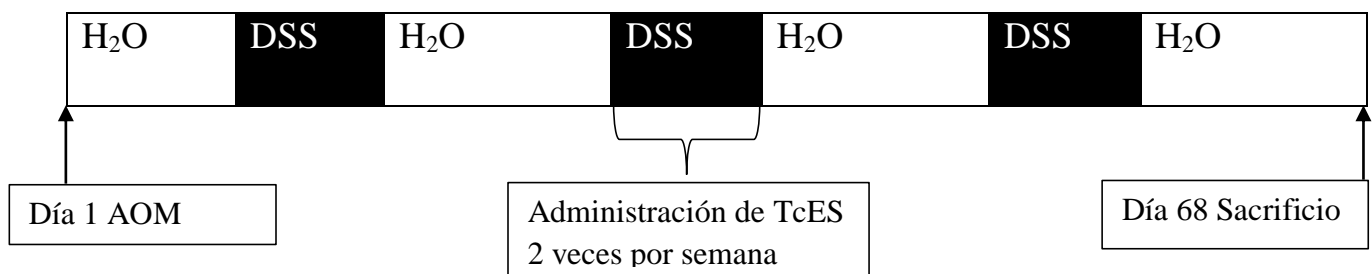 H₂O DSS H₂O DSS H₂O DSS H₂O
Día 1 AOM
Administración de TcES
2 veces por semana
Día 68 Sacrificio